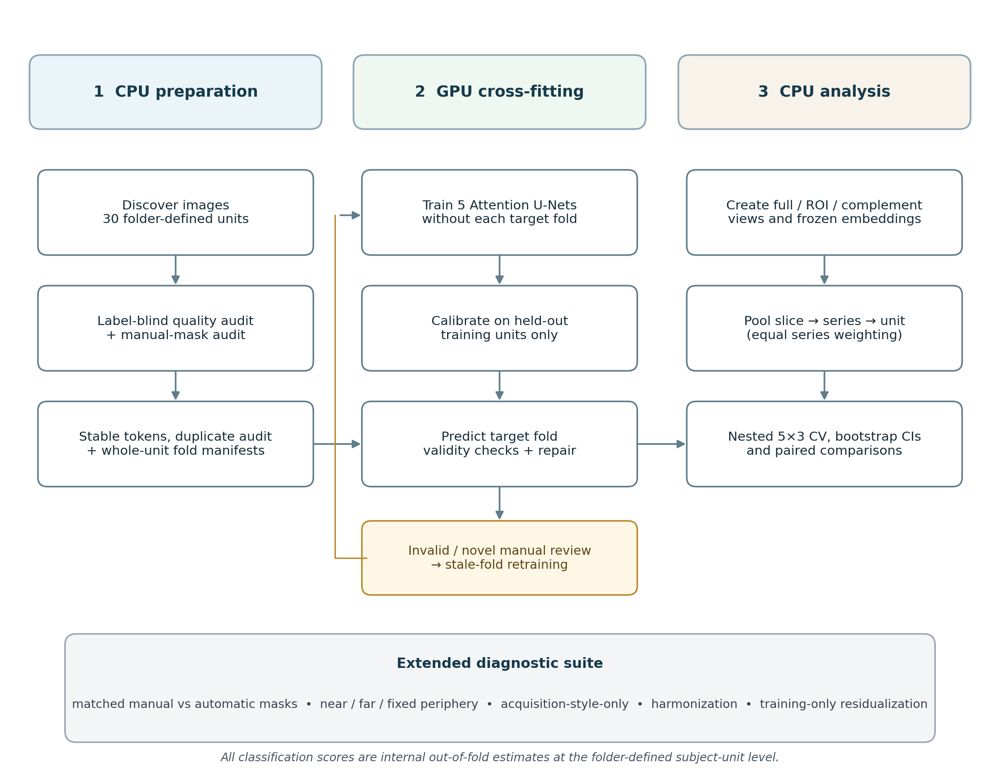 1  CPU preparation
2  GPU cross-fitting
3  CPU analysis
Discover images
30 folder-defined units
Label-blind quality audit
+ manual-mask audit
Stable tokens, duplicate audit
+ whole-unit fold manifests
Train 5 Attention U-Nets
without each target fold
Calibrate on held-out
training units only
Predict target fold
validity checks + repair
Invalid / novel manual review
→ stale-fold retraining
Create full / ROI / complement
views and frozen embeddings
Pool slice → series → unit
(equal series weighting)
Nested 5×3 CV, bootstrap CIs
and paired comparisons
Extended diagnostic suite
matched manual vs automatic masks • near / far / fixed periphery • acquisition-style-only • harmonization • training-only residualization
All classification scores are internal out-of-fold estimates at the folder-defined subject-unit level.